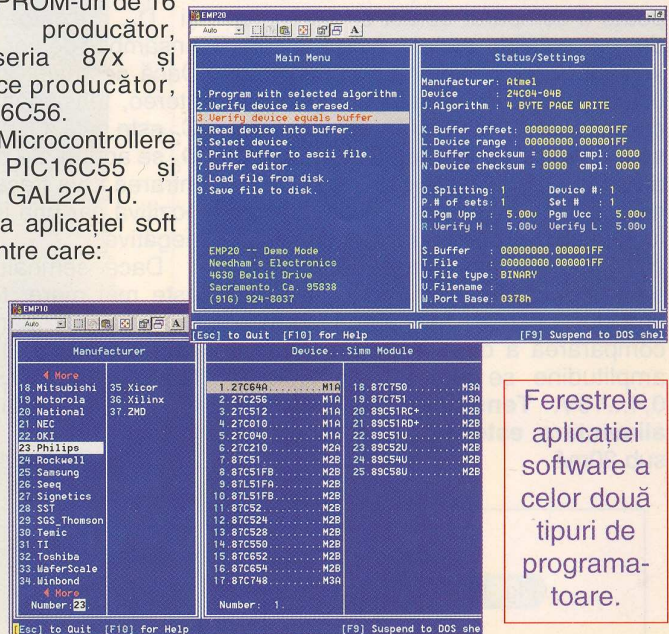 PROM-un de 16
producător,
seria 87x și
ce producător,
6C56.
Microcontrollere
PIC16C55 și
GAL22V10.
a aplicației soft
ntre care:
EMP20
Auto
Main Menu
1.Program with selected algorithm.
2.Verify device is erased.
3.Verify device equals buffer.
4.Read device into buffer.
5.Select device.
6.Print Buffer to ascii file.
7.Buffer editor.
8.Load file from disk.
9.Save file to disk.
EMP20 -- Demo Mode
Needham's Electronics
4630 Beloit Drive
Sacramento, Ca. 95838
(916) 924-8037
Status/Settings
Manufacturer: Atmel
Device : 24C04-04B
J.Algorithm : 4 BYTE PAGE WRITE
K.Buffer offset: 00000000,000001FF
L.Device range : 00000000,000001FF
M.Buffer checksum = 0000 cmpl: 0000
N.Device checksum = 0000 cmpl: 0000
O.Splitting: 1 Device #: 1
P.# of sets: 1 Set # : 1
Q.Pgm Vpp : 5.00v Pgm Vcc : 5.00v
R.Verify H : 5.00v Verify L: 5.00v
S.Buffer : 00000000,000001FF
T.File : 00000000,000001FF
U.File type: BINARY
V.Filename :
W.Port Base: 0378h
[Esc] to Quit [F10] for Help
[F9] Suspend to DOS shel
EMP10
Auto
Manufacturer
More
18.Mitsubishi
19.Motorola
20.National
21.NEC
22.OKI
23.Philips
24.Rockwell
25.Samsung
26.Seeq
27.Signetics
28.SST
29.SGS_Thomson
30.Temic
31.TI
32.Toshiba
33.WaferScale
34.Winbond
More
Number:23
35.Xicor
36.Xilinx
37.ZMD
Device...Simm Module
1.27C64A.........M1A
2.27C256.........M1A
3.27C512.........M1A
4.27C010.........M1A
5.27C040.........M1A
6.27C210.........M2A
7.87C51..........M2B
8.87C51FB........M2B
9.87L51FA........M2B
10.87L51FB........M2B
11.87C52..........M2B
12.87C524.........M2B
13.87C528.........M2B
14.87C550.........M2B
15.87C652.........M2B
16.87C654.........M2B
17.87C748.........M3A
Number: 1.
18.87C750.........M3A
19.87C751.........M3A
20.89C51RC+.......M2B
21.89C51RD+.......M2B
22.89C51U.........M2B
23.89C52U.........M2B
24.89C54U.........M2B
25.89C58U.........M2B
[Esc] to Quit [F10] for Help
[F9] Suspend to DOS she
Ferestrele
aplicației
software a
celor două
tipuri de
programa-
toare.